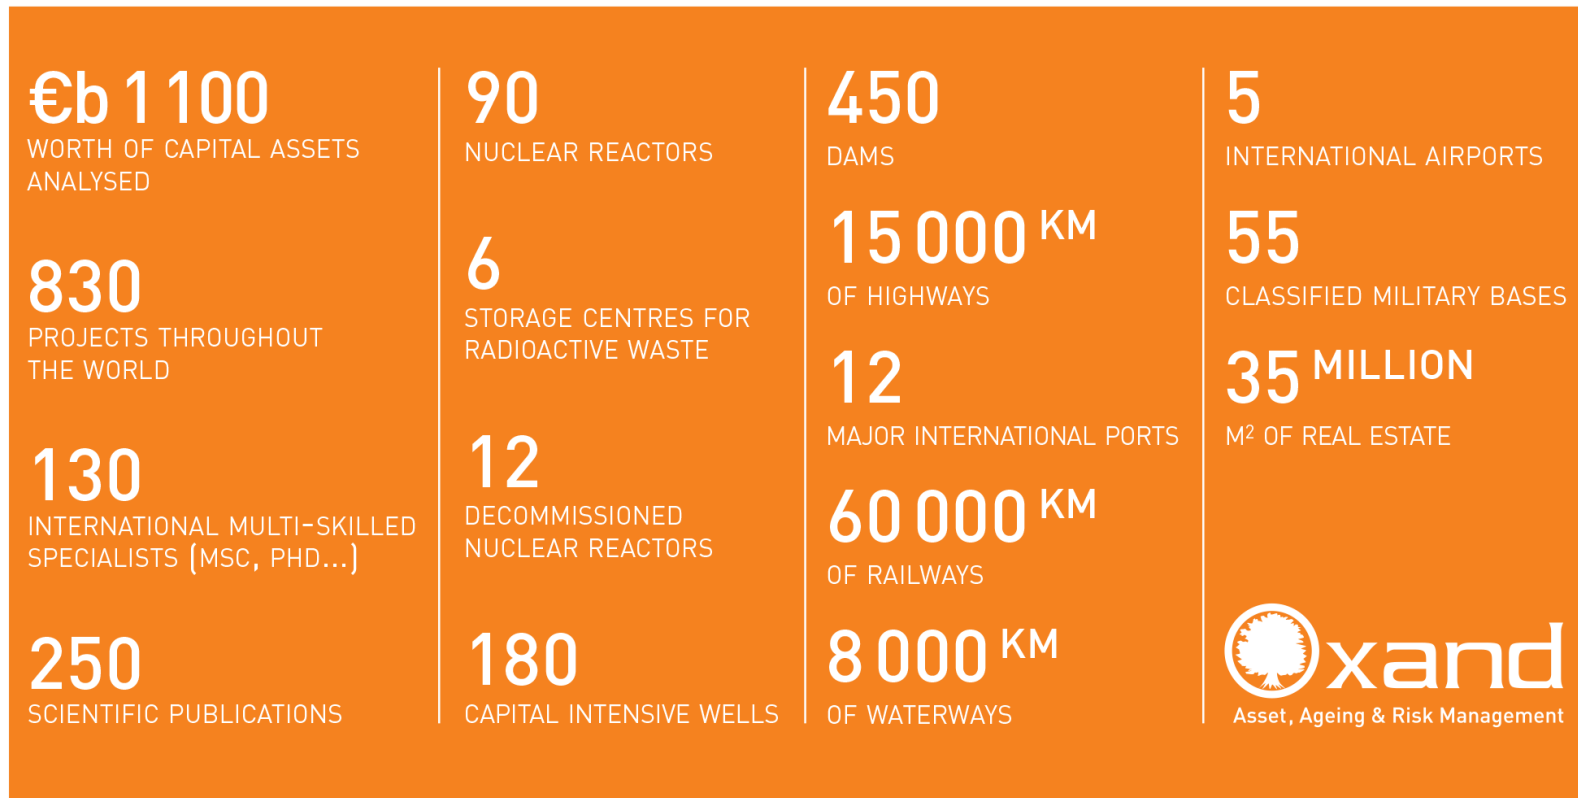 €b 1 100
WORTH OF CAPITAL ASSETS
ANALYSED
830
PROJECTS THROUGHOUT
THE WORLD
130
INTERNATIONAL MULTI-SKILLED
SPECIALISTS (MSC, PHD...)
250
SCIENTIFIC PUBLICATIONS
90
NUCLEAR REACTORS
6
STORAGE CENTRES FOR
RADIOACTIVE WASTE
12
DECOMMISSIONED
NUCLEAR REACTORS
180
CAPITAL INTENSIVE WELLS
450
DAMS
15 000 KM
OF HIGHWAYS
12
MAJOR INTERNATIONAL PORTS
60 000 KM
OF RAILWAYS
8 000 KM
OF WATERWAYS
5
INTERNATIONAL AIRPORTS
55
CLASSIFIED MILITARY BASES
35 MILLION
M² OF REAL ESTATE
Oxand
Asset, Ageing & Risk Management